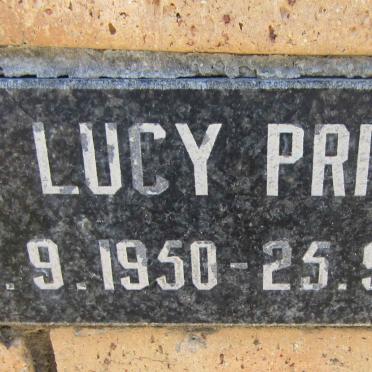 LUCY PRI
. 9 . 1950 - 25 .